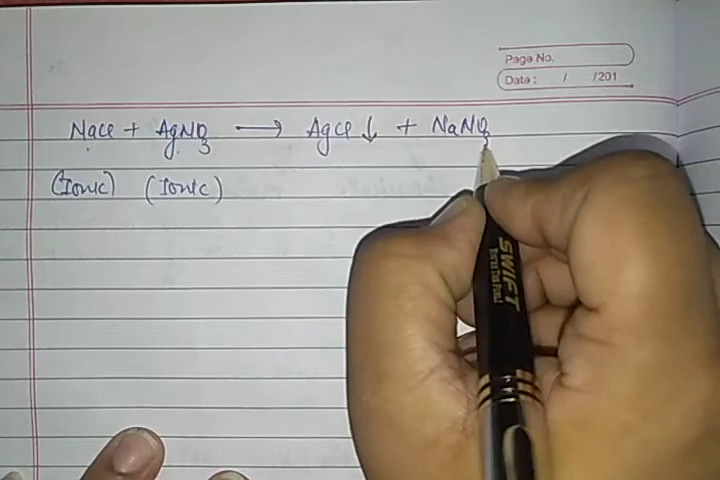 Page No.
Date : / /201
NaCl + AgNO3 ⟶ AgCl↓ + NaNO3
(Ionic) (Ionic)
SWIFT